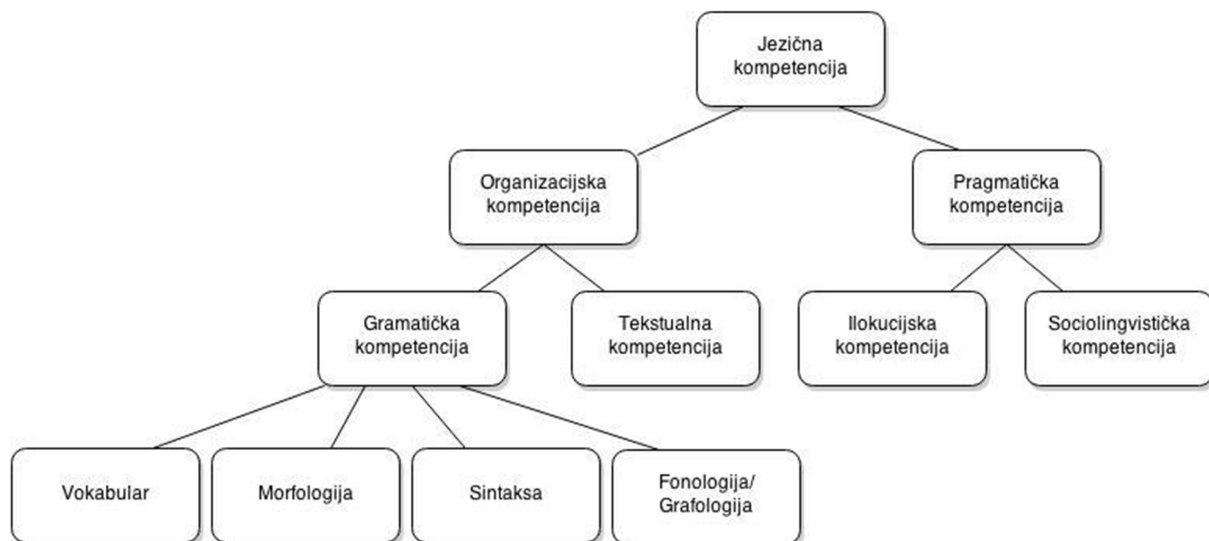 Jezična
kompetencija
Organizacijska
kompetencija
Pragmatička
kompetencija
Gramatička
kompetencija
Tekstualna
kompetencija
Ilokucijska
kompetencija
Sociolingvistička
kompetencija
Vokabular
Morfologija
Sintaksa
Fonologija/
Grafologija